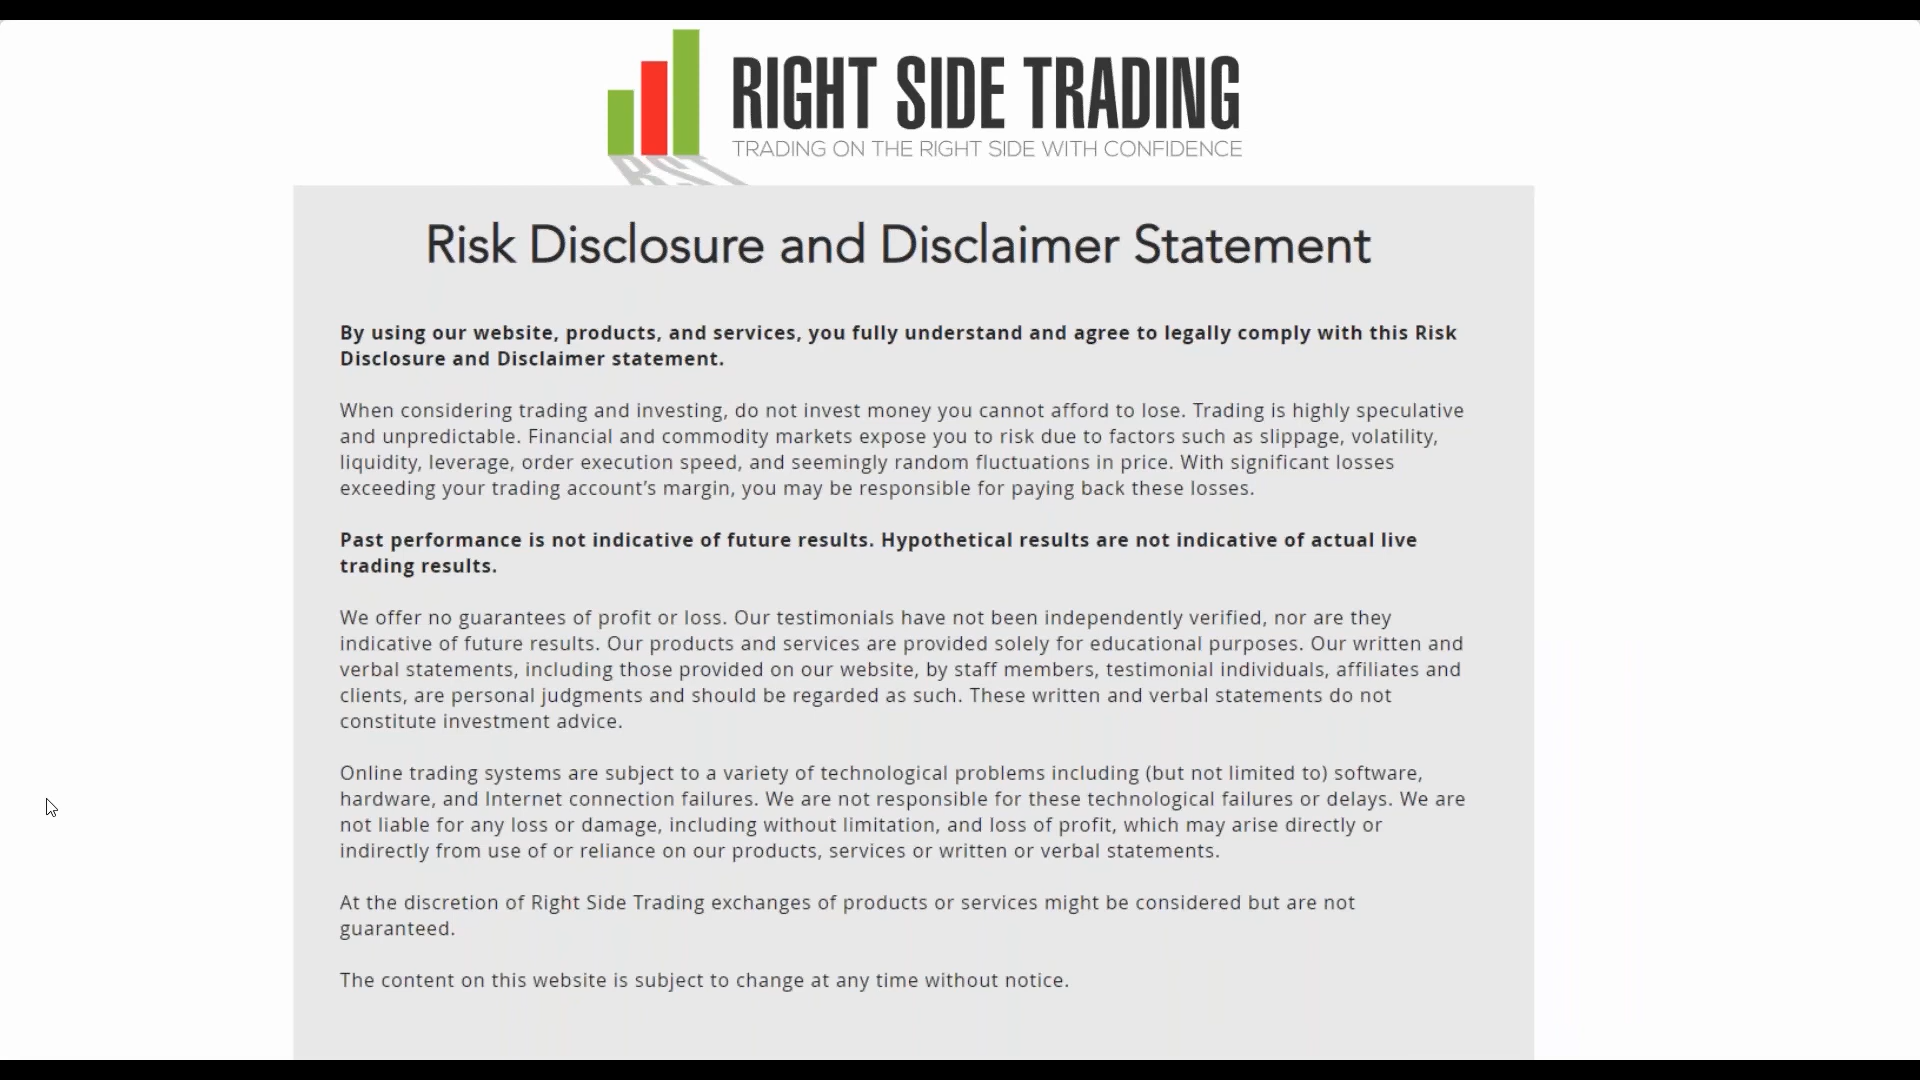 RIGHT SIDE TRADING
TRADING ON THE RIGHT SIDE WITH CONFIDENCE
RST
Risk Disclosure and Disclaimer Statement
By using our website, products, and services, you fully understand and agree to legally comply with this Risk
Disclosure and Disclaimer statement.
When considering trading and investing, do not invest money you cannot afford to lose. Trading is highly speculative
and unpredictable. Financial and commodity markets expose you to risk due to factors such as slippage, volatility,
liquidity, leverage, order execution speed, and seemingly random fluctuations in price. With significant losses
exceeding your trading account’s margin, you may be responsible for paying back these losses.
Past performance is not indicative of future results. Hypothetical results are not indicative of actual live
trading results.
We offer no guarantees of profit or loss. Our testimonials have not been independently verified, nor are they
indicative of future results. Our products and services are provided solely for educational purposes. Our written and
verbal statements, including those provided on our website, by staff members, testimonial individuals, affiliates and
clients, are personal judgments and should be regarded as such. These written and verbal statements do not
constitute investment advice.
Online trading systems are subject to a variety of technological problems including (but not limited to) software,
hardware, and Internet connection failures. We are not responsible for these technological failures or delays. We are
not liable for any loss or damage, including without limitation, and loss of profit, which may arise directly or
indirectly from use of or reliance on our products, services or written or verbal statements.
At the discretion of Right Side Trading exchanges of products or services might be considered but are not
guaranteed.
The content on this website is subject to change at any time without notice.